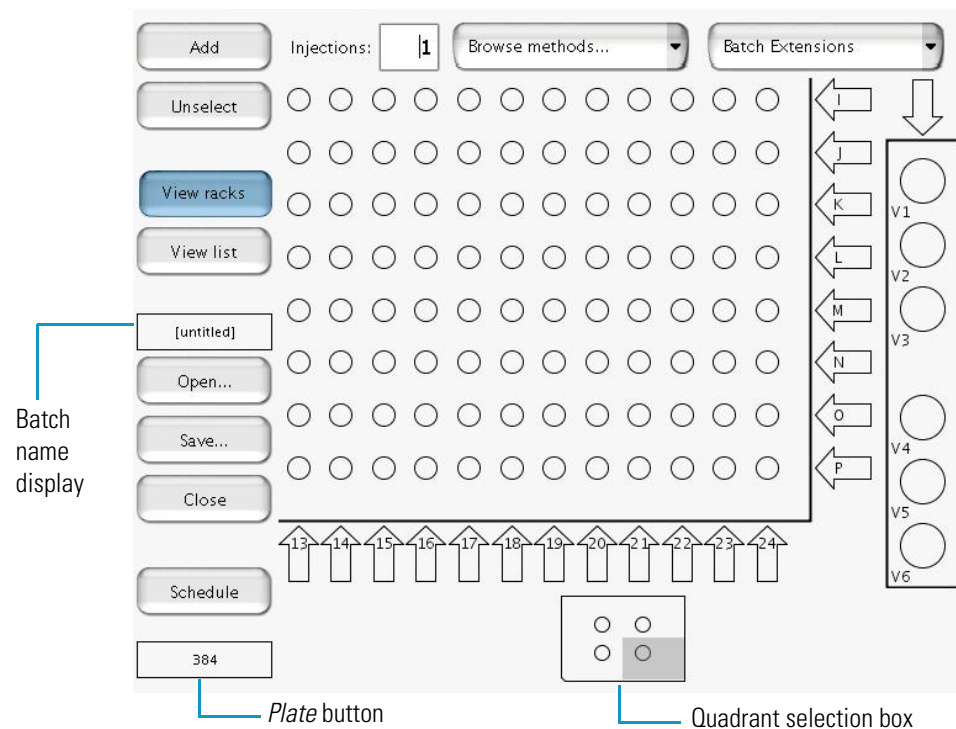 Add
Injections:
1
Browse methods...
Batch Extensions
Unselect
View racks
View list
[untitled]
Open...
Save...
Close
Schedule
384
I
J
K
L
M
N
O
P
V1
V2
V3
V4
V5
V6
13 14 15 16 17 18 19 20 21 22 23 24
Batch
name
display
Plate button
Quadrant selection box